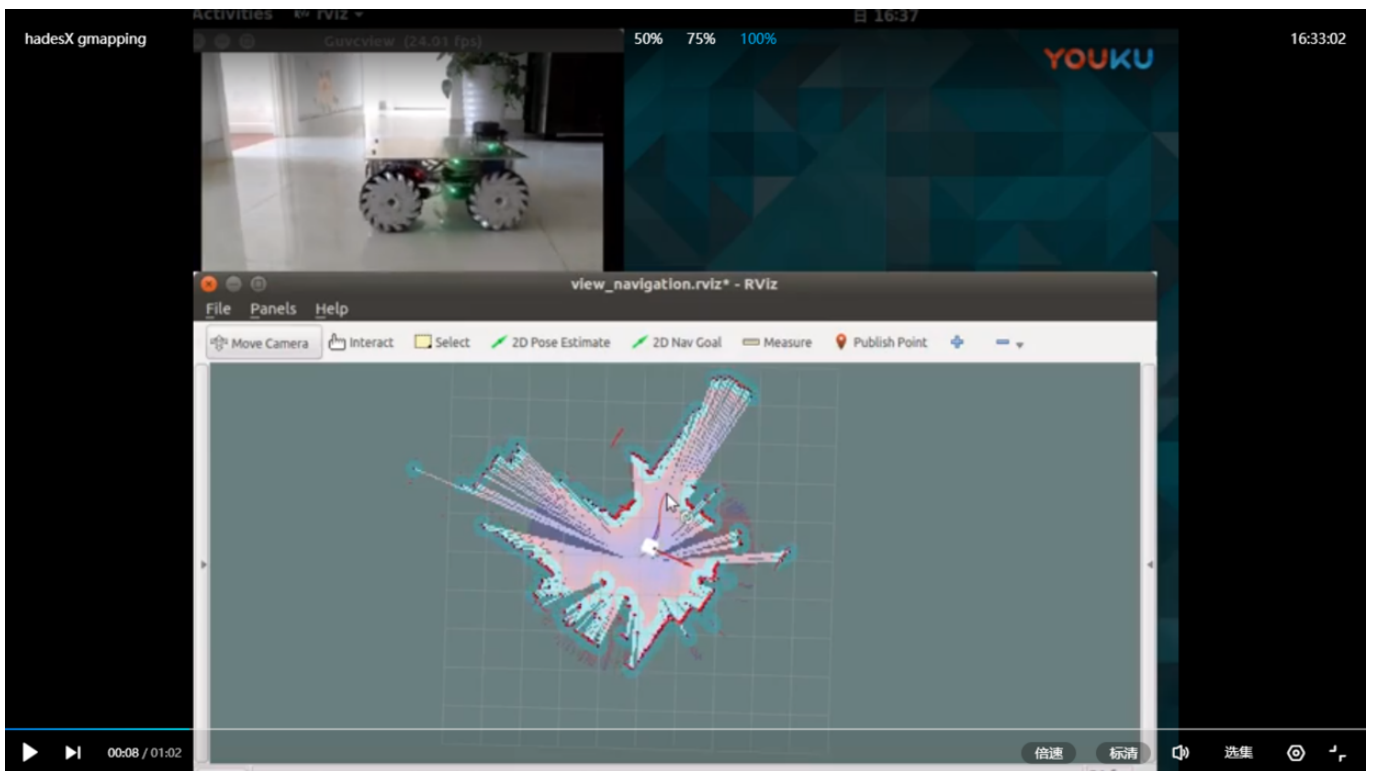 Activities rviz 日 16:37
hadesX gmapping
Guvcview (24.01 fps)
50% 75% 100%
16:33:02
YOUKU
view_navigation.rviz* - RViz
File Panels Help
Move Camera Interact Select 2D Pose Estimate 2D Nav Goal Measure Publish Point
00:08 / 01:02
倍速 标清 选集